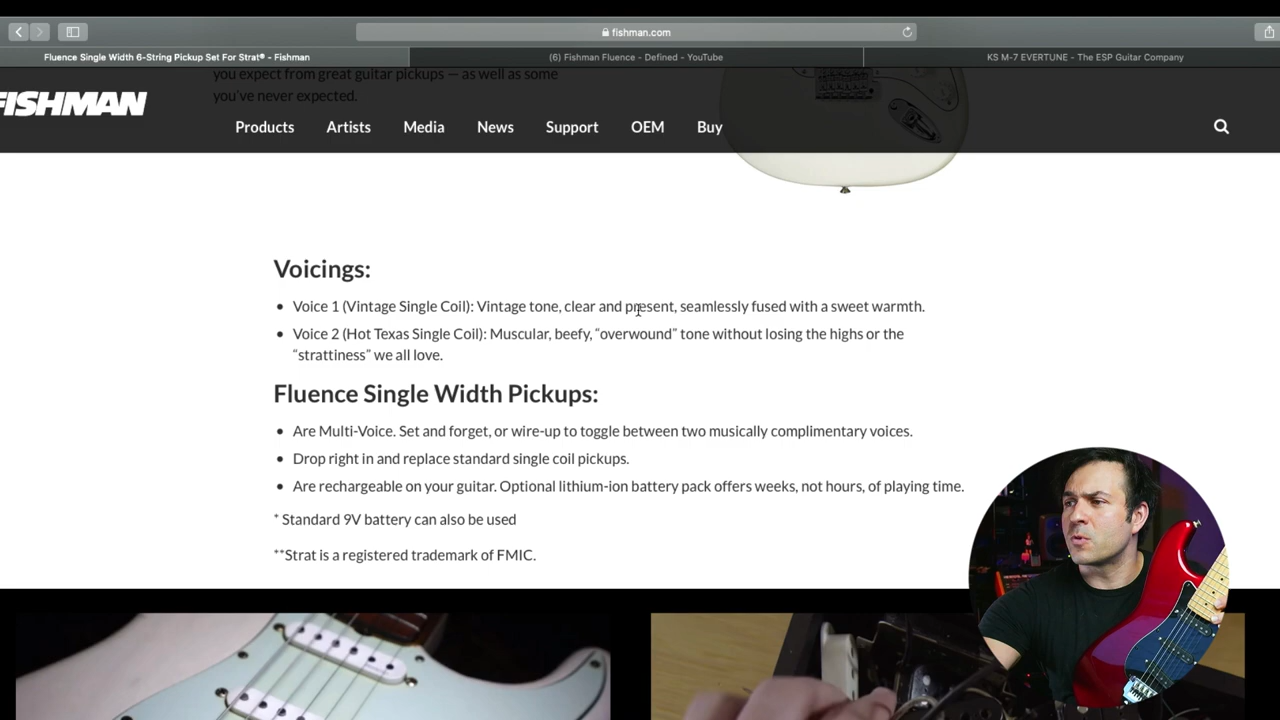 fishman.com
Fluence Single Width 6-String Pickup Set For Strat® - Fishman
(6) Fishman Fluence - Defined - YouTube
KS M-7 EVERTUNE - The ESP Guitar Company
you expect from great guitar pickups — as well as some
you've never expected.
FISHMAN
Products
Artists
Media
News
Support
OEM
Buy
Voicings:
• Voice 1 (Vintage Single Coil): Vintage tone, clear and present, seamlessly fused with a sweet warmth.
• Voice 2 (Hot Texas Single Coil): Muscular, beefy, “overwound” tone without losing the highs or the
“strattiness” we all love.
Fluence Single Width Pickups:
• Are Multi-Voice. Set and forget, or wire-up to toggle between two musically complimentary voices.
• Drop right in and replace standard single coil pickups.
• Are rechargeable on your guitar. Optional lithium-ion battery pack offers weeks, not hours, of playing time.
* Standard 9V battery can also be used
**Strat is a registered trademark of FMIC.